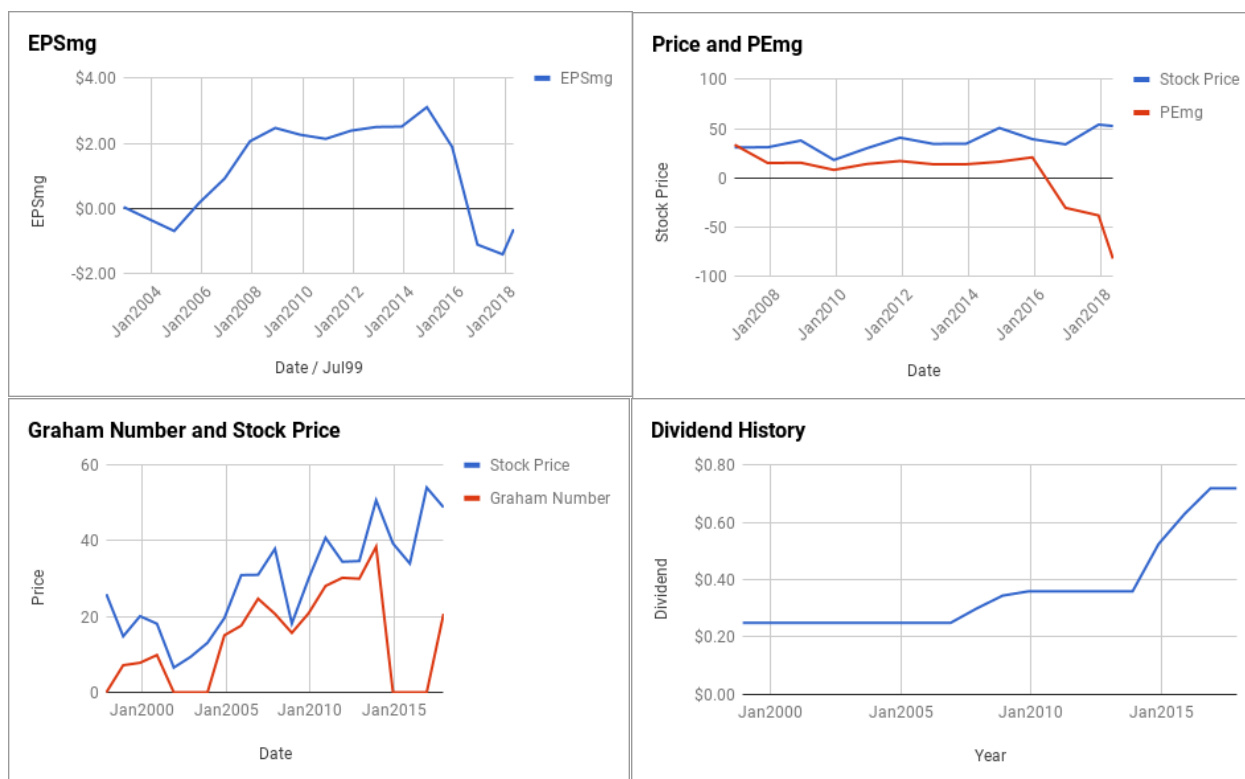 EPSmg
EPSmg
$4.00
$2.00
$0.00
-$2.00
EPSmg
Jan2004
Jan2006
Jan2008
Jan2010
Jan2012
Jan2014
Jan2016
Jan2018
Date / Jul99
Price and PEmg
Stock Price
PEmg
100
50
0
-50
-100
Stock Price
Jan2008
Jan2010
Jan2012
Jan2014
Jan2016
Jan2018
Date
Graham Number and Stock Price
Stock Price
Graham Number
60
40
20
0
Price
Jan2000
Jan2005
Jan2010
Jan2015
Date
Dividend History
$0.80
$0.60
$0.40
$0.20
$0.00
Dividend
Jan2000
Jan2005
Jan2010
Jan2015
Year